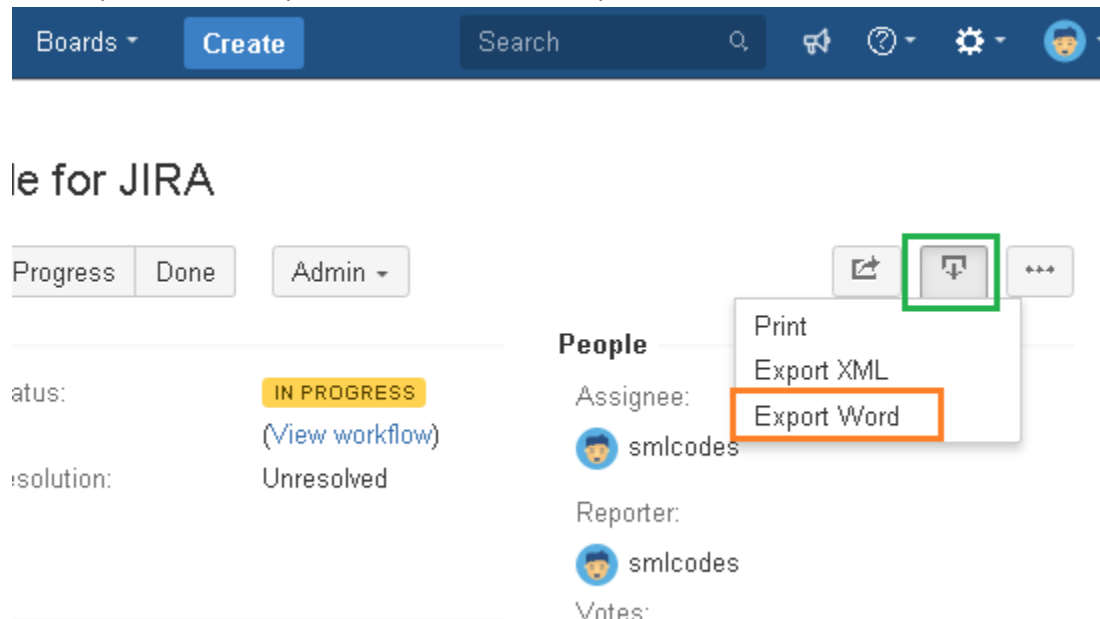 Boards Create Search
le for JIRA
Progress Done Admin
People
Print
Export XML
Export Word
atus: IN PROGRESS
(View workflow)
esolution: Unresolved
Assignee:
smlcodes
Reporter:
smlcodes
Votes: